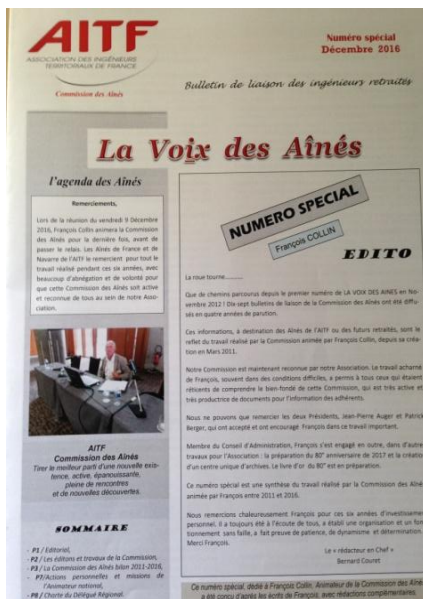 AITF
ASSOCIATION DES INGÉNIEURS
TERRITORIAUX DE FRANCE
Commission des Aînés
Numéro spécial
Décembre 2016
Bulletin de liaison des ingénieurs retraités
La Voix des Aînés
l'agenda des Aînés
Remerciements,
Lors de la réunion du vendredi 9 Décembre
2016, François Collin animera la Commission
des Aînés pour la dernière fois, avant de
passer le relais. Les Aînés de France et de
Navarre de l'AITF le remercient pour tout le
travail réalisé pendant ces six années, avec
beaucoup d'abnégation et de volonté pour
que cette Commission des Aînés soit active
et reconnue de tous au sein de notre Asso-
ciation.
AITF
Commission des Aînés
Tirer le meilleur parti d'une nouvelle exis-
tence, active, épanouissante,
pleine de rencontres
et de nouvelles découvertes.
SOMMAIRE
- P1 / Editorial,
- P2 / Les éditons et travaux de la Commission,
- P3 / La Commission des Aînés bilan 2011-2016,
- P7/Actions personnelles et missions de
l'Animateur national,
- P8 / Charte du Délégué Régional.
NUMERO SPECIAL
François COLLIN
EDITO
La roue tourne..........
Que de chemins parcourus depuis le premier numéro de LA VOIX DES AINES en No-
vembre 2012 ! Dix sept bulletins de liaison de la Commission des Aînés ont été diffu-
sés en quatre années de parution.
Ces informations, à destination des Aînés de l'AITF ou des futurs retraités, sont le
reflet du travail réalisé par la Commission animée par François Collin, depuis sa créa-
tion en Mars 2011.
Notre Commission est maintenant reconnue par notre Association. Le travail acharné
de François, souvent dans des conditions difficiles, a permis à tous ceux qui étaient
réticents de comprendre le bien-fondé de cette Commission, qui est très active et
très productrice de documents pour l'information des adhérents.
Nous ne pouvons que remercier les deux Présidents, Jean-Pierre Auger et Patrick
Berger, qui ont accepté et ont encouragé François dans ce travail important.
Membre du Conseil d'Administration, François s'est engagé en outre, dans d'autres
travaux pour l'Association : la préparation du 80° anniversaire de 2017 et la création
d'un centre unique d'archives. Le livre d'or du 80° est en préparation.
Ce numéro spécial est une synthèse du travail réalisé par la Commission des Aînés
animée par François entre 2011 et 2016.
Nous remercions chaleureusement François pour ces six années d'investissement
personnel. Il a toujours été à l'écoute de tous, a établi une organisation et un fonc-
tionnement sans faille, a fait preuve de patience, de dynamisme et détermination.
Merci François.
Le « rédacteur en Chef »
Bernard Couret
Ce numéro spécial, dédié à François Collin, Animateur de la Commission des Aînés
a été conçu d'après les écrits de François, avec rédactions complémentaires.